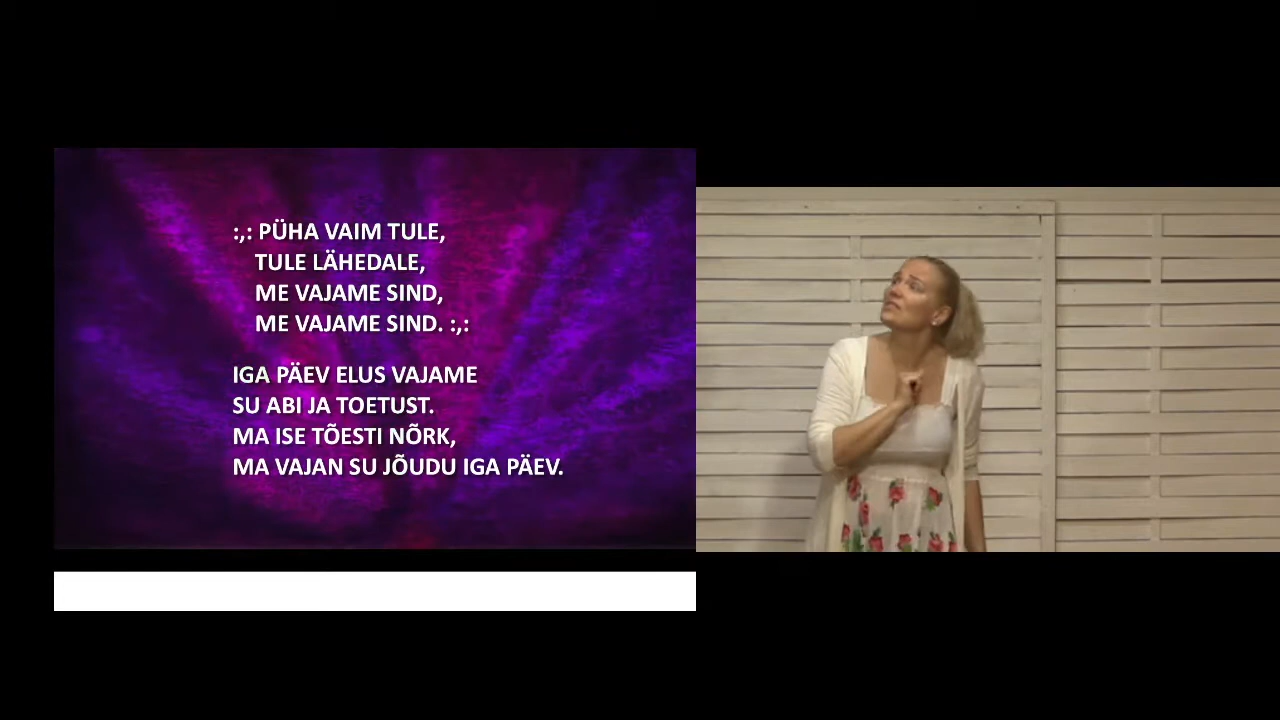 :,: PÜHA VAIM TULE,
TULE LÄHEDALE,
ME VAJAME SIND,
ME VAJAME SIND. :,:
IGA PÄEV ELUS VAJAME
SU ABI JA TOETUST.
MA ISE TÕESTI NÕRK,
MA VAJAN SU JÕUDU IGA PÄEV.